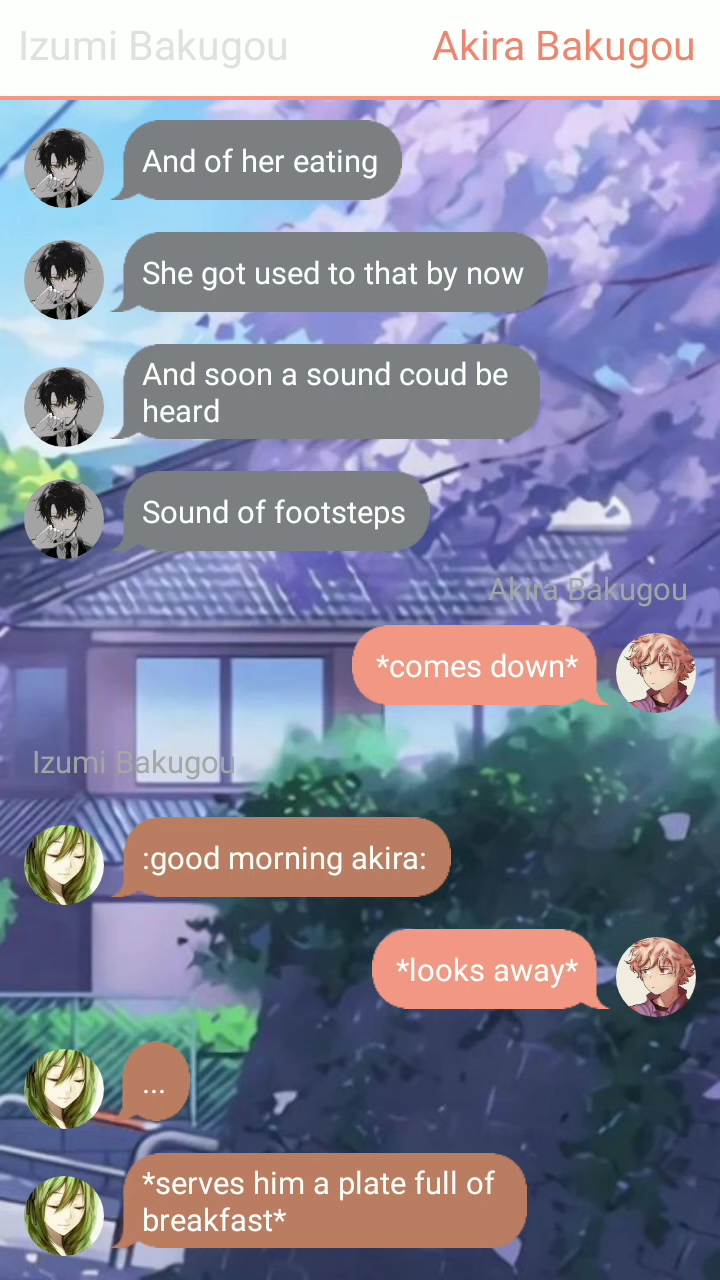 Izumi Bakugou
Akira Bakugou
And of her eating
She got used to that by now
And soon a sound coud be
heard
Sound of footsteps
Akira Bakugou
*comes down*
Izumi Bakugou
:good morning akira:
*looks away*
...
*serves him a plate full of
breakfast*